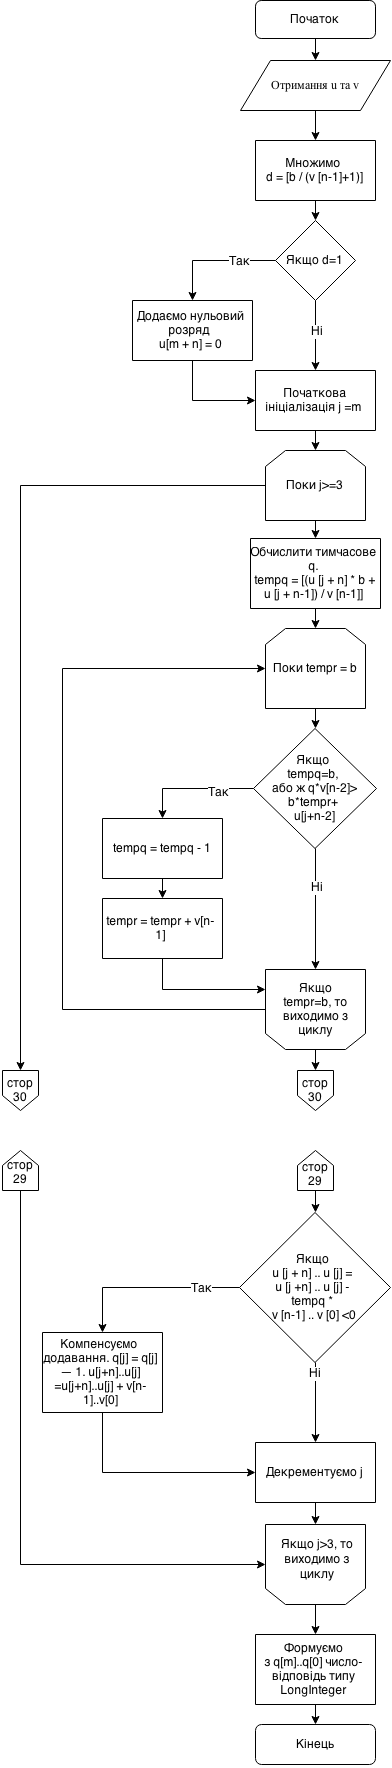 Початок
Отримання u та v
Множимо
d = [b / (v [n-1]+1)]
Якщо d=1
Так
Ні
Додаємо нульовий
розряд
u[m + n] = 0
Початкова
ініціалізація j =m
Поки j>=3
Обчислити тимчасове
q.
tempq = [(u [j + n] * b +
u [j + n-1]) / v [n-1]]
Поки tempr = b
Якщо
tempq=b,
або ж q*v[n-2]>
b*tempr+
u[j+n-2]
Так
Ні
tempq = tempq - 1
tempr = tempr + v[n-
1]
Якщо
tempr=b, то
виходимо з
циклу
стор
30
стор
30
стор
29
стор
29
Якщо
u [j + n] .. u [j] =
u [j +n] .. u [j] -
tempq *
v [n-1] .. v [0] <0
Так
Ні
Компенсуємо
додавання. q[j] = q[j]
— 1. u[j+n]..u[j]
=u[j+n]..u[j] + v[n-
1]..v[0]
Декрементуємо j
Якщо j>3, то
виходимо з
циклу
Формуємо
з q[m]..q[0] число-
відповідь типу
LongInteger
Кінець